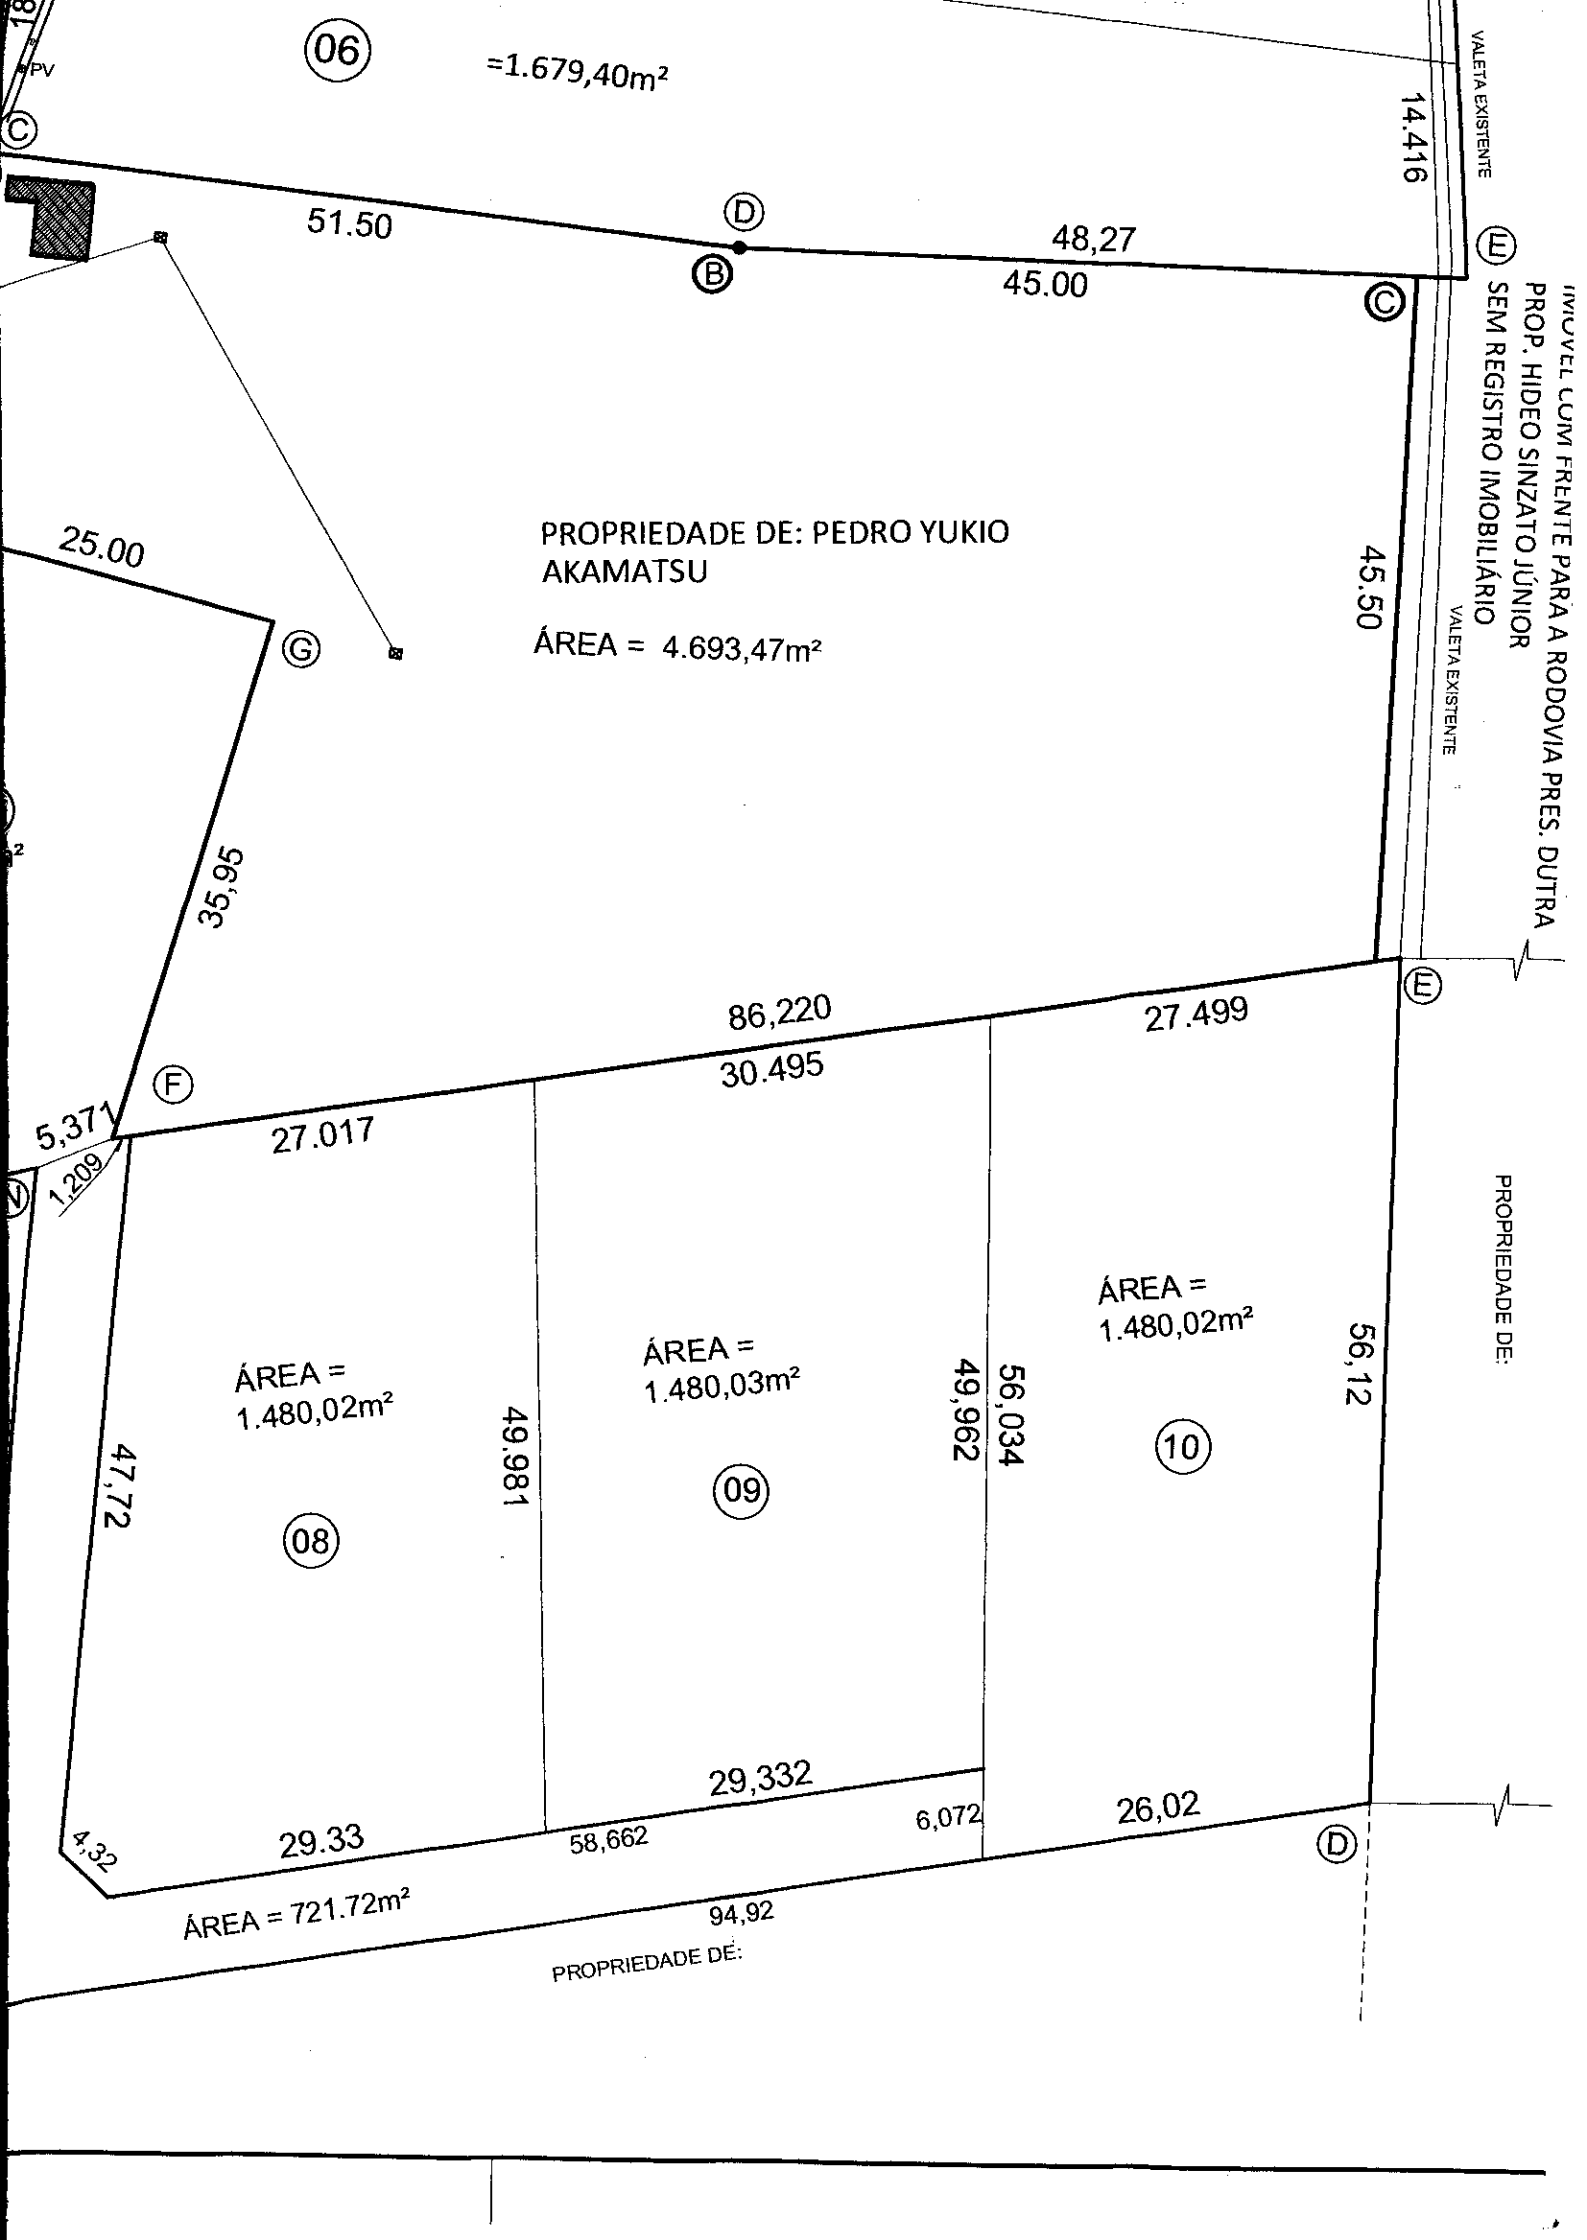 18
PV
06
=1.679,40m²
VALETA EXISTENTE
14.416
C
51.50
D
48,27
E
B
45.00
C
IMÓVEL COM FRENTE PARA A RODOVIA PRES. DUTRA
PROP. HIDEO SINZATO JÚNIOR
SEM REGISTRO IMOBILIÁRIO
25.00
G
PROPRIEDADE DE: PEDRO YUKIO
AKAMATSU
ÁREA = 4.693,47m²
45.50
VALETA EXISTENTE
35,95
86,220
27.499
E
F
30.495
5,371
27.017
1,209
N
PROPRIEDADE DE:
ÁREA =
1.480,02m²
ÁREA =
1.480,03m²
ÁREA =
1.480,02m²
56,12
47,72
49.981
49,962
56,034
10
09
08
29,332
6,072
26,02
D
4,32
29.33
58,662
ÁREA = 721.72m²
94,92
PROPRIEDADE DE: